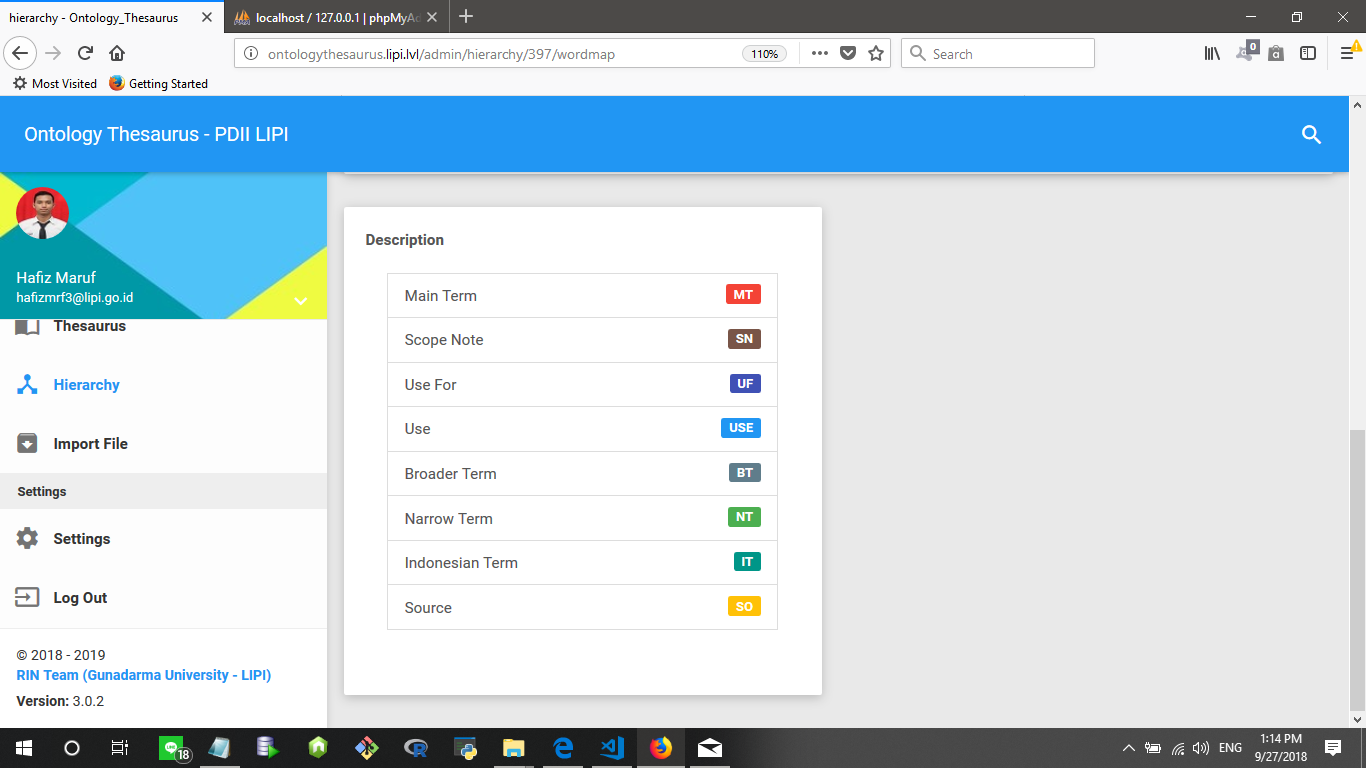 hierarchy - Ontology_Thesaurus
localhost / 127.0.0.1 | phpMyAd
ontologythesaurus.lipi.lvl/admin/hierarchy/397/wordmap
110%
Search
0
Most Visited
Getting Started
Ontology Thesaurus - PDII LIPI
Hafiz Maruf
hafizmrf3@lipi.go.id
Thesaurus
Hierarchy
Import File
Settings
Settings
Log Out
© 2018 - 2019
RIN Team (Gunadarma University - LIPI)
Version: 3.0.2
Description
Main Term MT
Scope Note SN
Use For UF
Use USE
Broader Term BT
Narrow Term NT
Indonesian Term IT
Source SO
18
ENG
1:14 PM
9/27/2018